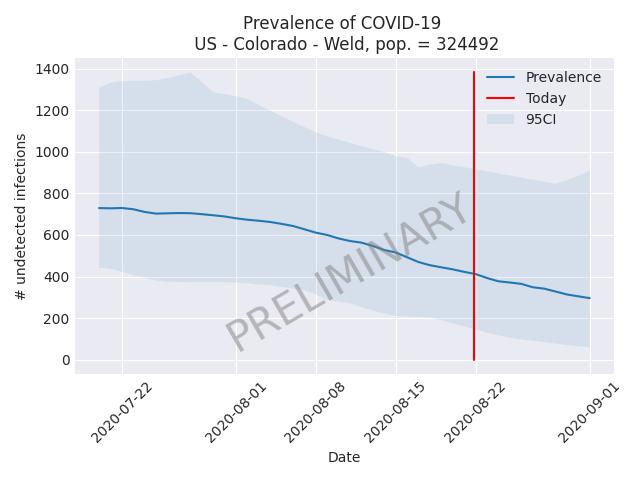 Prevalence of COVID-19
US - Colorado - Weld, pop. = 324492
1400
1200
1000
800
600
400
200
0
# undetected infections
Prevalence
Today
95CI
PRELIMINARY
2020-07-22
2020-08-01
2020-08-08
2020-08-15
2020-08-22
2020-09-01
Date